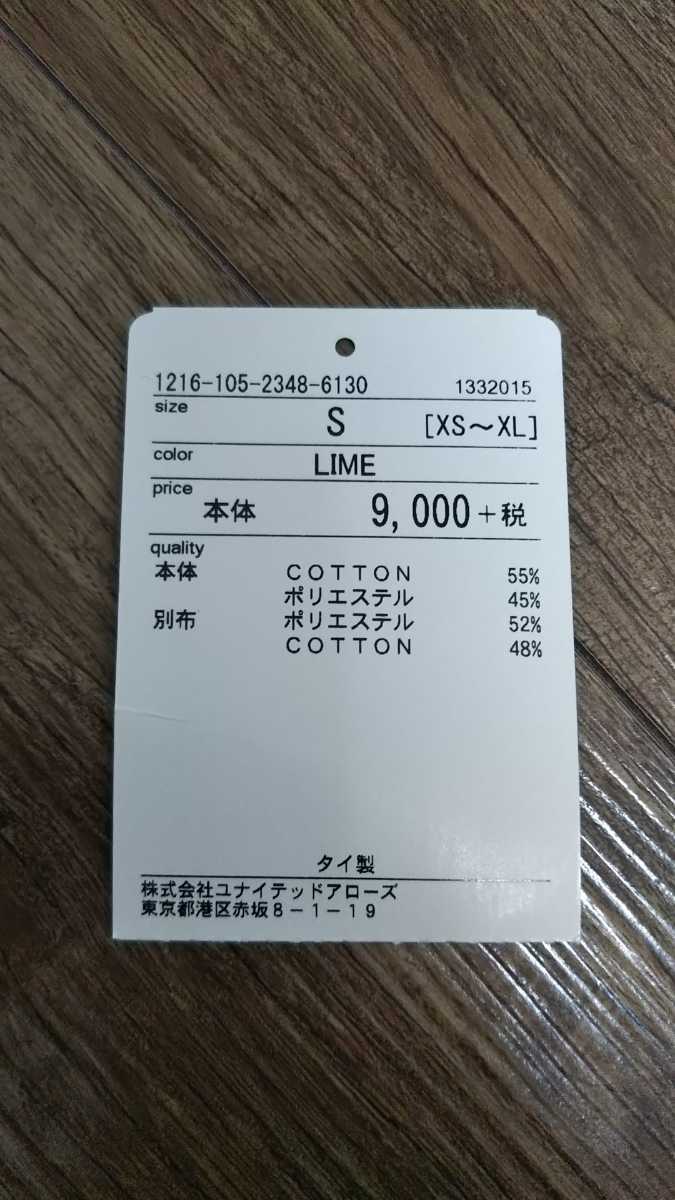 1216-105-2348-6130 1332015
size S [XS～XL]
color LIME
price 本体 9,000+税
quality
本体 COTTON 55%
ポリエステル 45%
別布 ポリエステル 52%
COTTON 48%
タイ製
株式会社ユナイテッドアローズ
東京都港区赤坂8-1-19